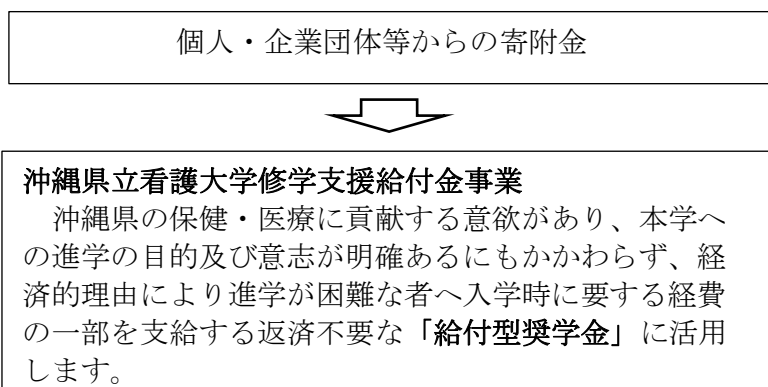 個人・企業団体等からの寄附金
沖縄県立看護大学修学支援給付金事業
沖縄県の保健・医療に貢献する意欲があり、本学へ
の進学の目的及び意志が明確あるにもかかわらず、経
済的理由により進学が困難な者へ入学時に要する経費
の一部を支給する返済不要な「給付型奨学金」に活用
します。